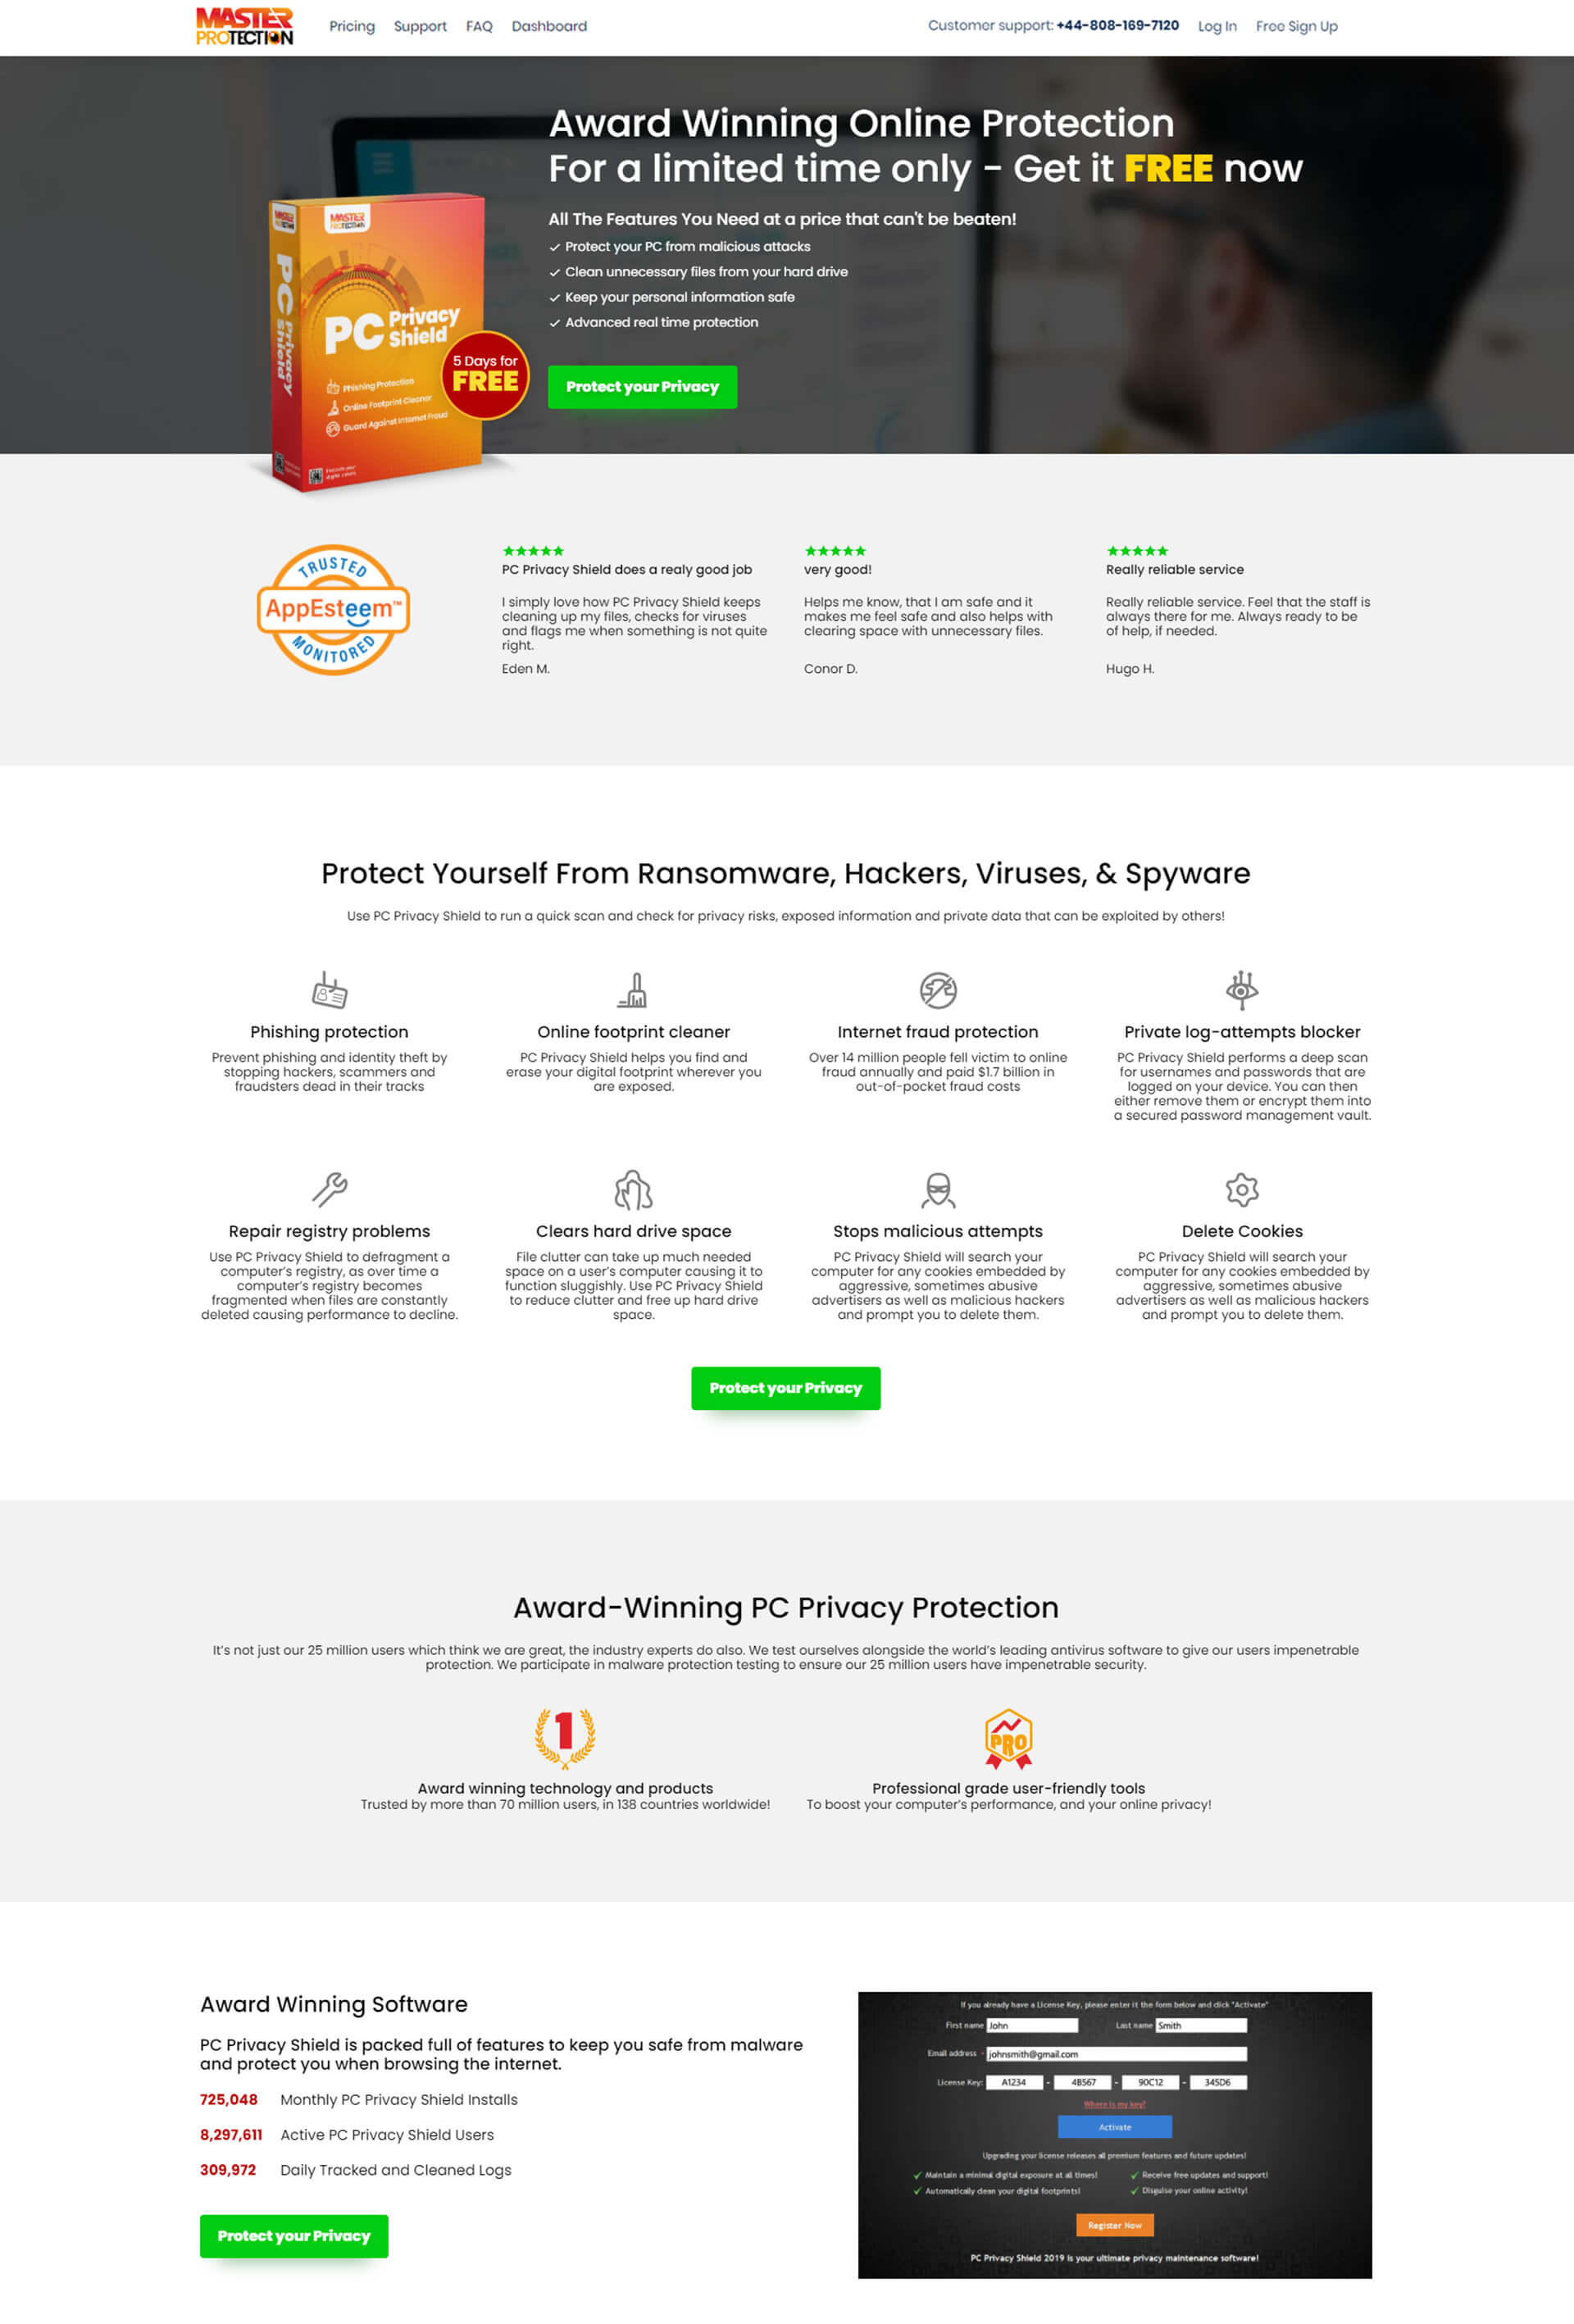 MASTER
PROTECTION
Pricing Support FAQ Dashboard
Customer support: +44-808-169-7120 Log In Free Sign Up
Award Winning Online Protection
For a limited time only - Get it FREE now
All The Features You Need at a price that can't be beaten!
Protect your PC from malicious attacks
Clean unnecessary files from your hard drive
Keep your personal information safe
Advanced real time protection
Protect your Privacy
MASTER
PROTECTION
PC Privacy Shield
PC Privacy
Shield
Phishing Protection
Online Footprint Cleaner
Guard Against Internet Fraud
5 Days for
FREE
TRUSTED
AppEsteem™
MONITORED
PC Privacy Shield does a realy good job
I simply love how PC Privacy Shield keeps
cleaning up my files, checks for viruses
and flags me when something is not quite
right.
Eden M.
very good!
Helps me know, that I am safe and it
makes me feel safe and also helps with
clearing space with unnecessary files.
Conor D.
Really reliable service
Really reliable service. Feel that the staff is
always there for me. Always ready to be
of help, if needed.
Hugo H.
Protect Yourself From Ransomware, Hackers, Viruses, & Spyware
Use PC Privacy Shield to run a quick scan and check for privacy risks, exposed information and private data that can be exploited by others!
Phishing protection
Prevent phishing and identity theft by
stopping hackers, scammers and
fraudsters dead in their tracks
Online footprint cleaner
PC Privacy Shield helps you find and
erase your digital footprint wherever you
are exposed.
Internet fraud protection
Over 14 million people fell victim to online
fraud annually and paid $1.7 billion in
out-of-pocket fraud costs
Private log-attempts blocker
PC Privacy Shield performs a deep scan
for usernames and passwords that are
logged on your device. You can then
either remove them or encrypt them into
a secured password management vault.
Repair registry problems
Use PC Privacy Shield to defragment a
computer's registry, as over time a
computer's registry becomes
fragmented when files are constantly
deleted causing performance to decline.
Clears hard drive space
File clutter can take up much needed
space on a user's computer causing it to
function sluggishly. Use PC Privacy Shield
to reduce clutter and free up hard drive
space.
Stops malicious attempts
PC Privacy Shield will search your
computer for any cookies embedded by
aggressive, sometimes abusive
advertisers as well as malicious hackers
and prompt you to delete them.
Delete Cookies
PC Privacy Shield will search your
computer for any cookies embedded by
aggressive, sometimes abusive
advertisers as well as malicious hackers
and prompt you to delete them.
Protect your Privacy
Award-Winning PC Privacy Protection
It's not just our 25 million users which think we are great, the industry experts do also. We test ourselves alongside the world's leading antivirus software to give our users impenetrable
protection. We participate in malware protection testing to ensure our 25 million users have impenetrable security.
1
Award winning technology and products
Trusted by more than 70 million users, in 138 countries worldwide!
PRO
Professional grade user-friendly tools
To boost your computer's performance, and your online privacy!
Award Winning Software
PC Privacy Shield is packed full of features to keep you safe from malware
and protect you when browsing the internet.
725,048 Monthly PC Privacy Shield Installs
8,297,611 Active PC Privacy Shield Users
309,972 Daily Tracked and Cleaned Logs
Protect your Privacy
If you already have a License Key, please enter it the form below and click "Activate"
First name John Last name Smith
Email address - johnsmith@gmail.com
License Key: A1234 - 4B567 - 90C12 - 345D6
Where is my key?
Activate
Upgrading your license releases all premium features and future updates!
Maintain a minimal digital exposure at all times! Receive free updates and support!
Automatically clean your digital footprints! Disguise your online activity!
Register Now
PC Privacy Shield 2019 is your ultimate privacy maintenance software!